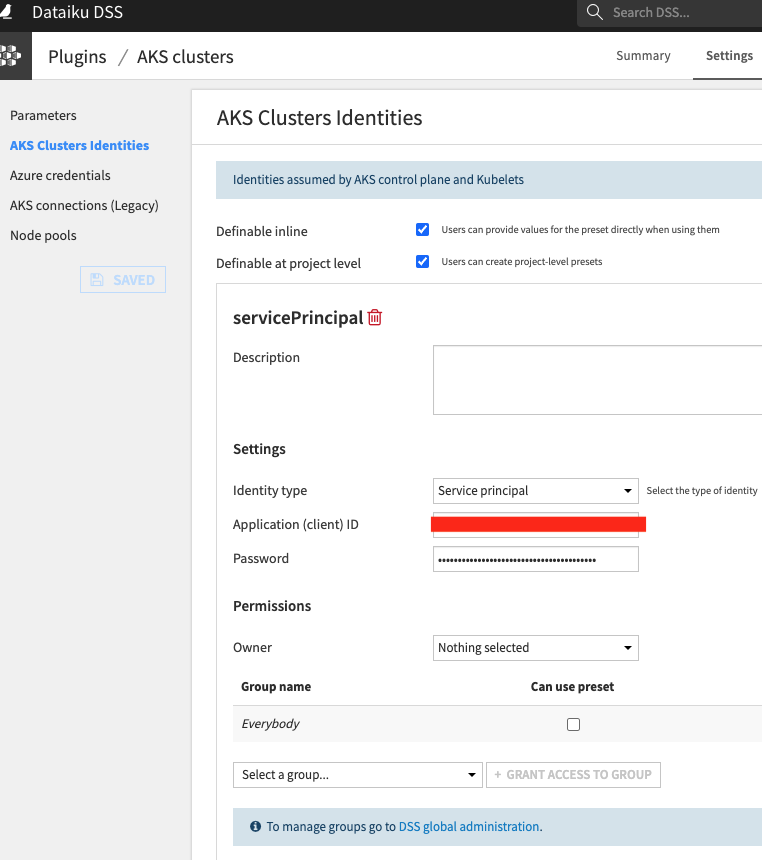 Dataiku DSS
Search DSS...
Plugins / AKS clusters
Summary
Settings
Parameters
AKS Clusters Identities
Azure credentials
AKS connections (Legacy)
Node pools
SAVED
AKS Clusters Identities
Identities assumed by AKS control plane and Kubelets
Definable inline
Users can provide values for the preset directly when using them
Definable at project level
Users can create project-level presets
servicePrincipal
Description
Settings
Identity type
Service principal
Select the type of identity
Application (client) ID
Password
Permissions
Owner
Nothing selected
Group name
Can use preset
Everybody
Select a group...
+ GRANT ACCESS TO GROUP
To manage groups go to DSS global administration.